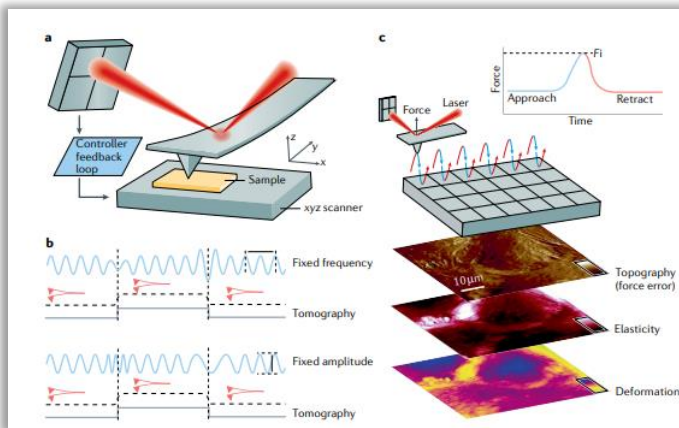 a
Controller
feedback
loop
z
y
x
Sample
xyz scanner
b
Fixed frequency
Tomography
Fixed amplitude
Tomography
c
Force
Laser
Force
Fi
Approach
Retract
Time
10μm
Topography
(force error)
Elasticity
Deformation